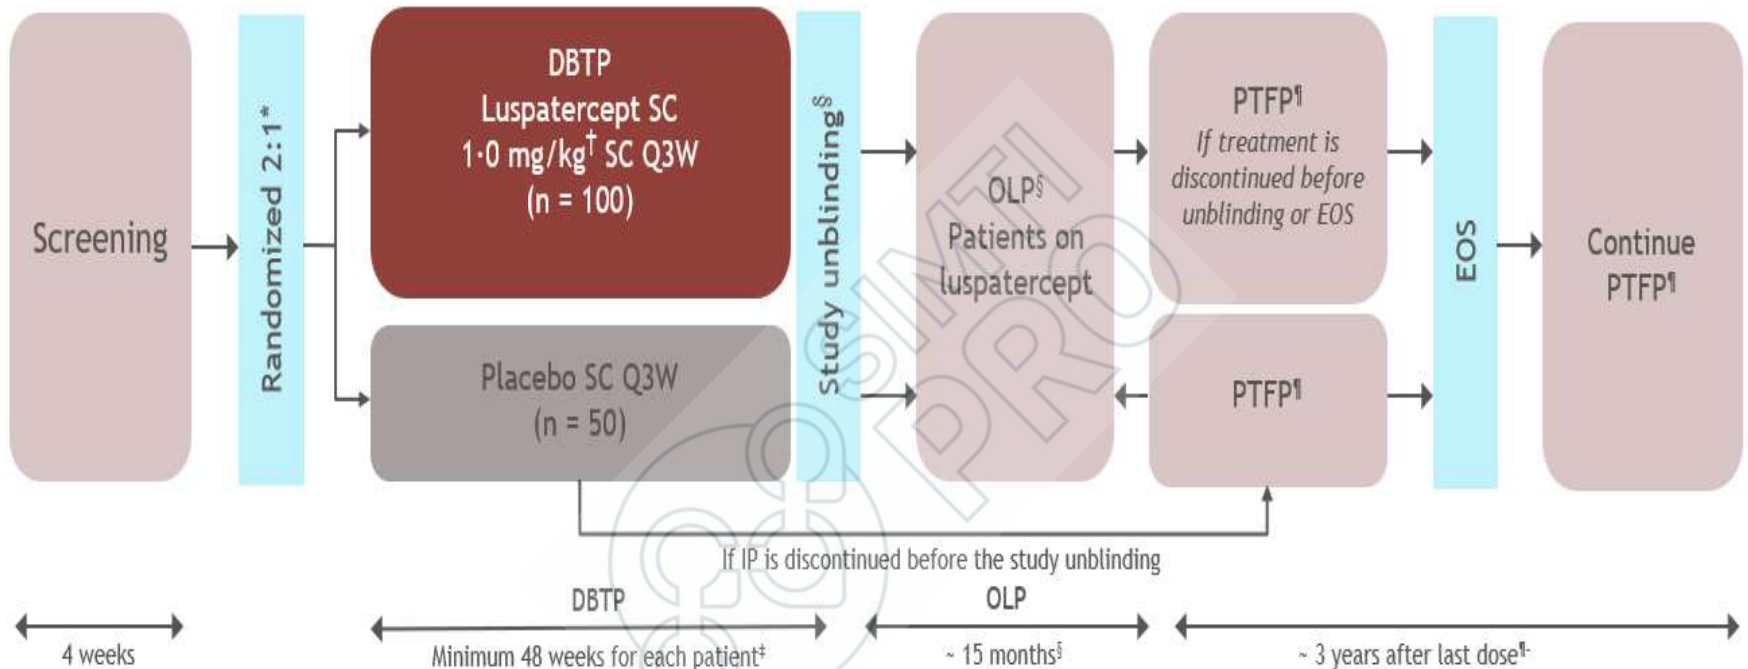 Screening
Randomized 2:1*
DBTP
Luspatercept SC
1·0 mg/kg† SC Q3W
(n = 100)
Placebo SC Q3W
(n = 50)
Study unblinding§
OLP§
Patients on
luspatercept
PTFP¶
If treatment is
discontinued before
unblinding or EOS
PTFP¶
EOS
Continue
PTFP¶
If IP is discontinued before the study unblinding
DBTP
OLP
4 weeks
Minimum 48 weeks for each patient‡
~ 15 months§
~ 3 years after last dose¶-
SIMTI
PRO